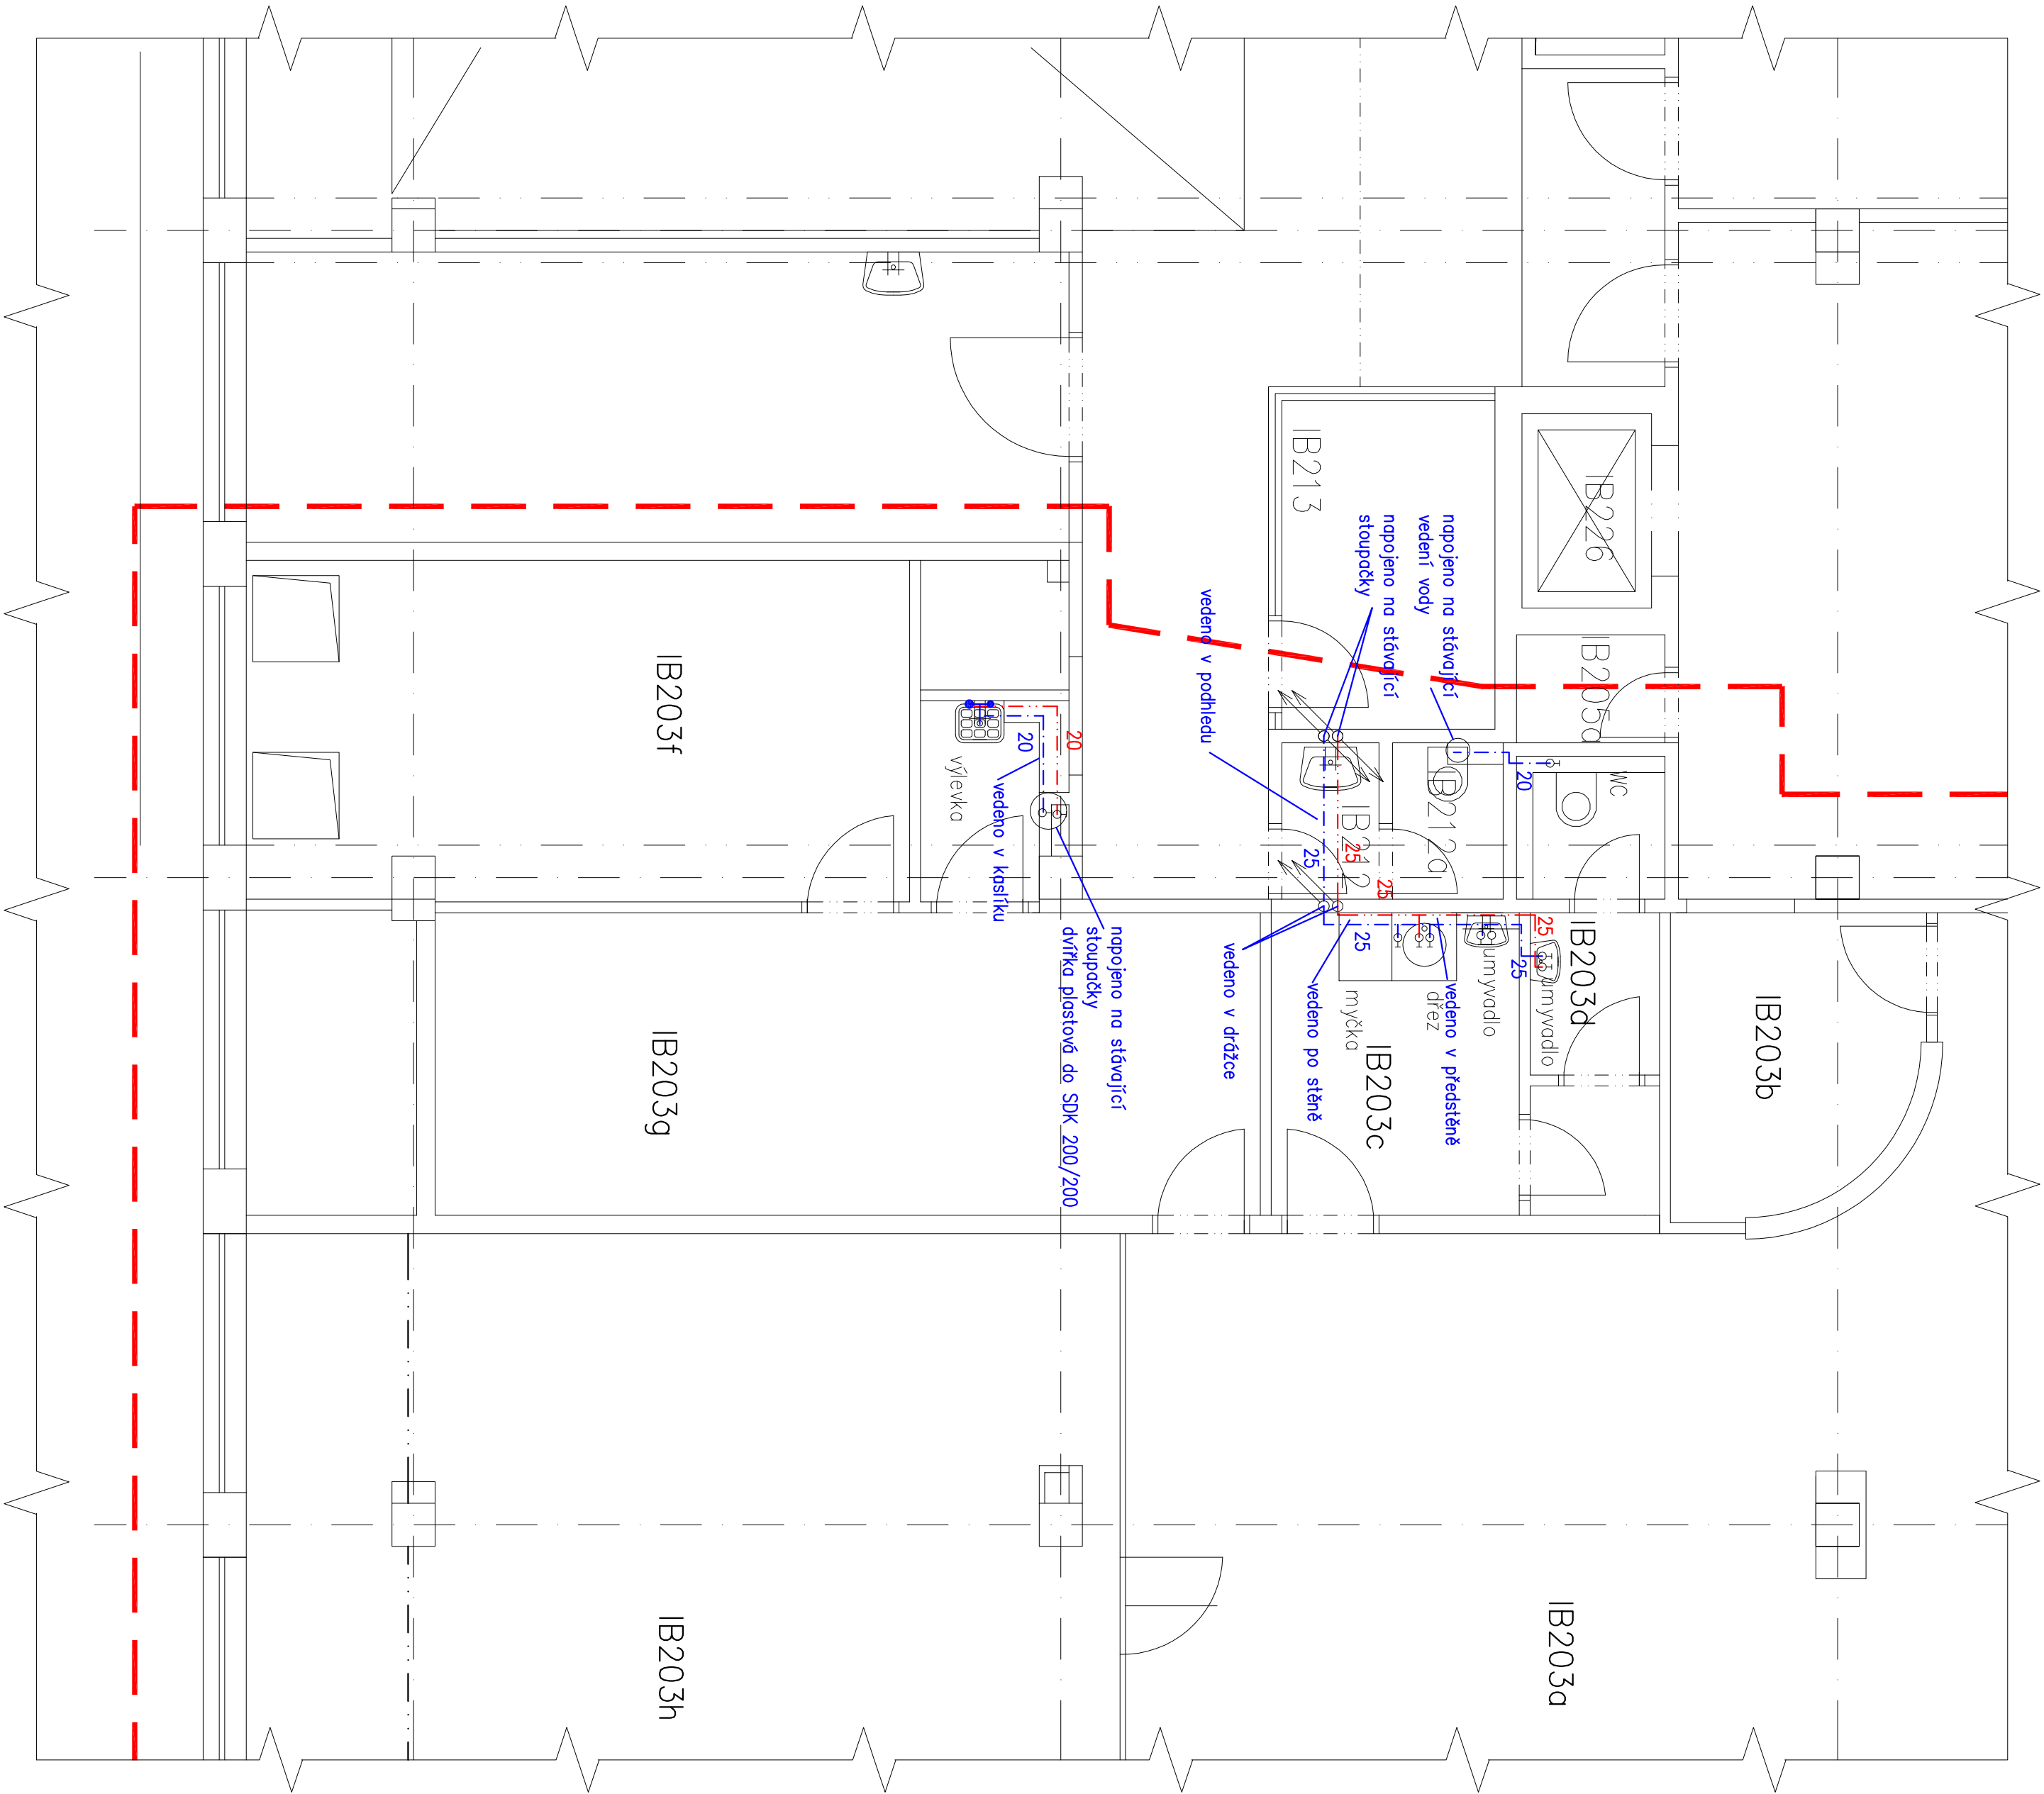 IB213
IB226
IB205a
napojeno na stávající
vedení vody
napojeno na stávající
stoupačky
vedeno v podhledu
IB212a
IB212
WC
20
25
25
25
25
25
25
IB203f
20
20
výlevka
vedeno v kaslíku
napojeno na stávající
stoupačky
dvířka plastová do SDK 200/200
vedeno v drážce
vedeno po stěně
vedeno v předstěně
myčka
dřez
umyvadlo
umyvadlo
IB203d
IB203b
IB203c
IB203g
IB203h
IB203a